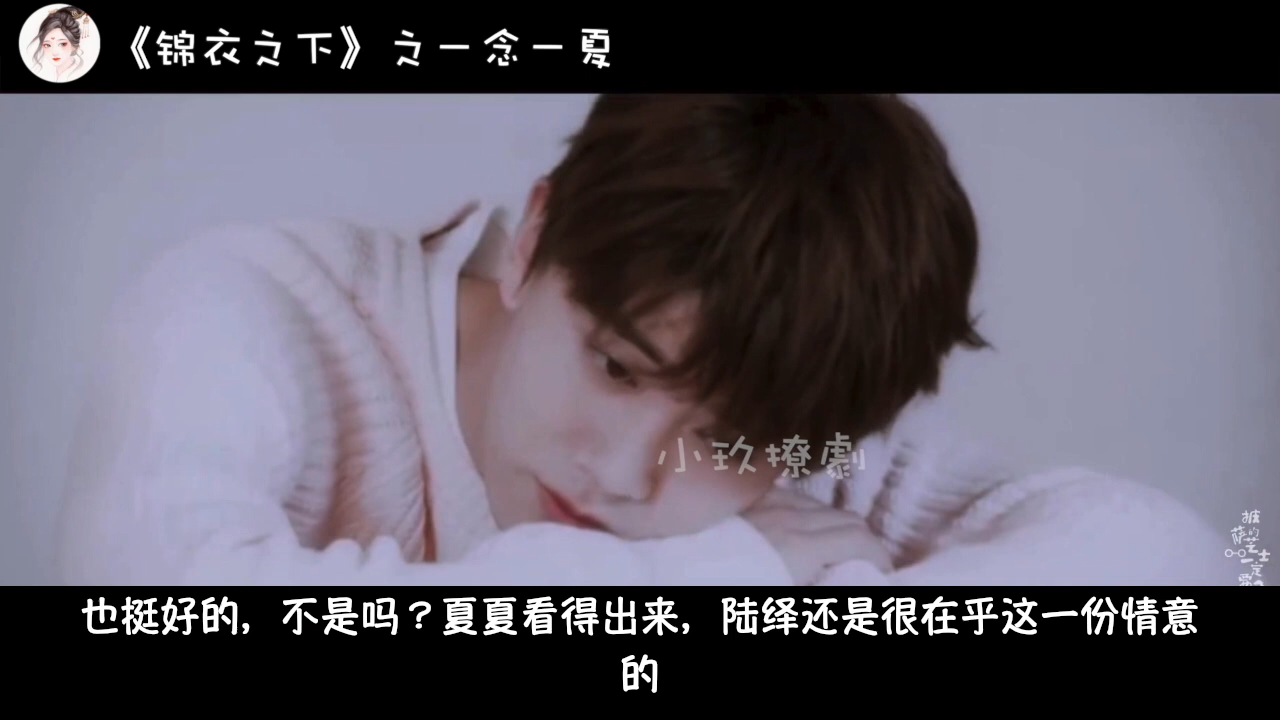 《锦衣之下》之一念一夏
小玖撩劇
也挺好的，不是吗？夏夏看得出来，陆绎还是很在乎这一份情意
的